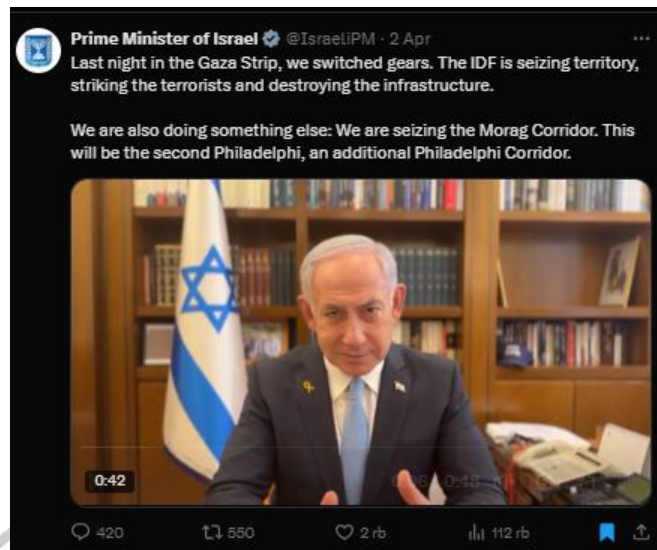 Prime Minister of Israel @IsraeliPM · 2 Apr
Last night in the Gaza Strip, we switched gears. The IDF is seizing territory,
striking the terrorists and destroying the infrastructure.
We are also doing something else: We are seizing the Morag Corridor. This
will be the second Philadelphi, an additional Philadelphi Corridor.
0:42
420 550 2 rb 112 rb